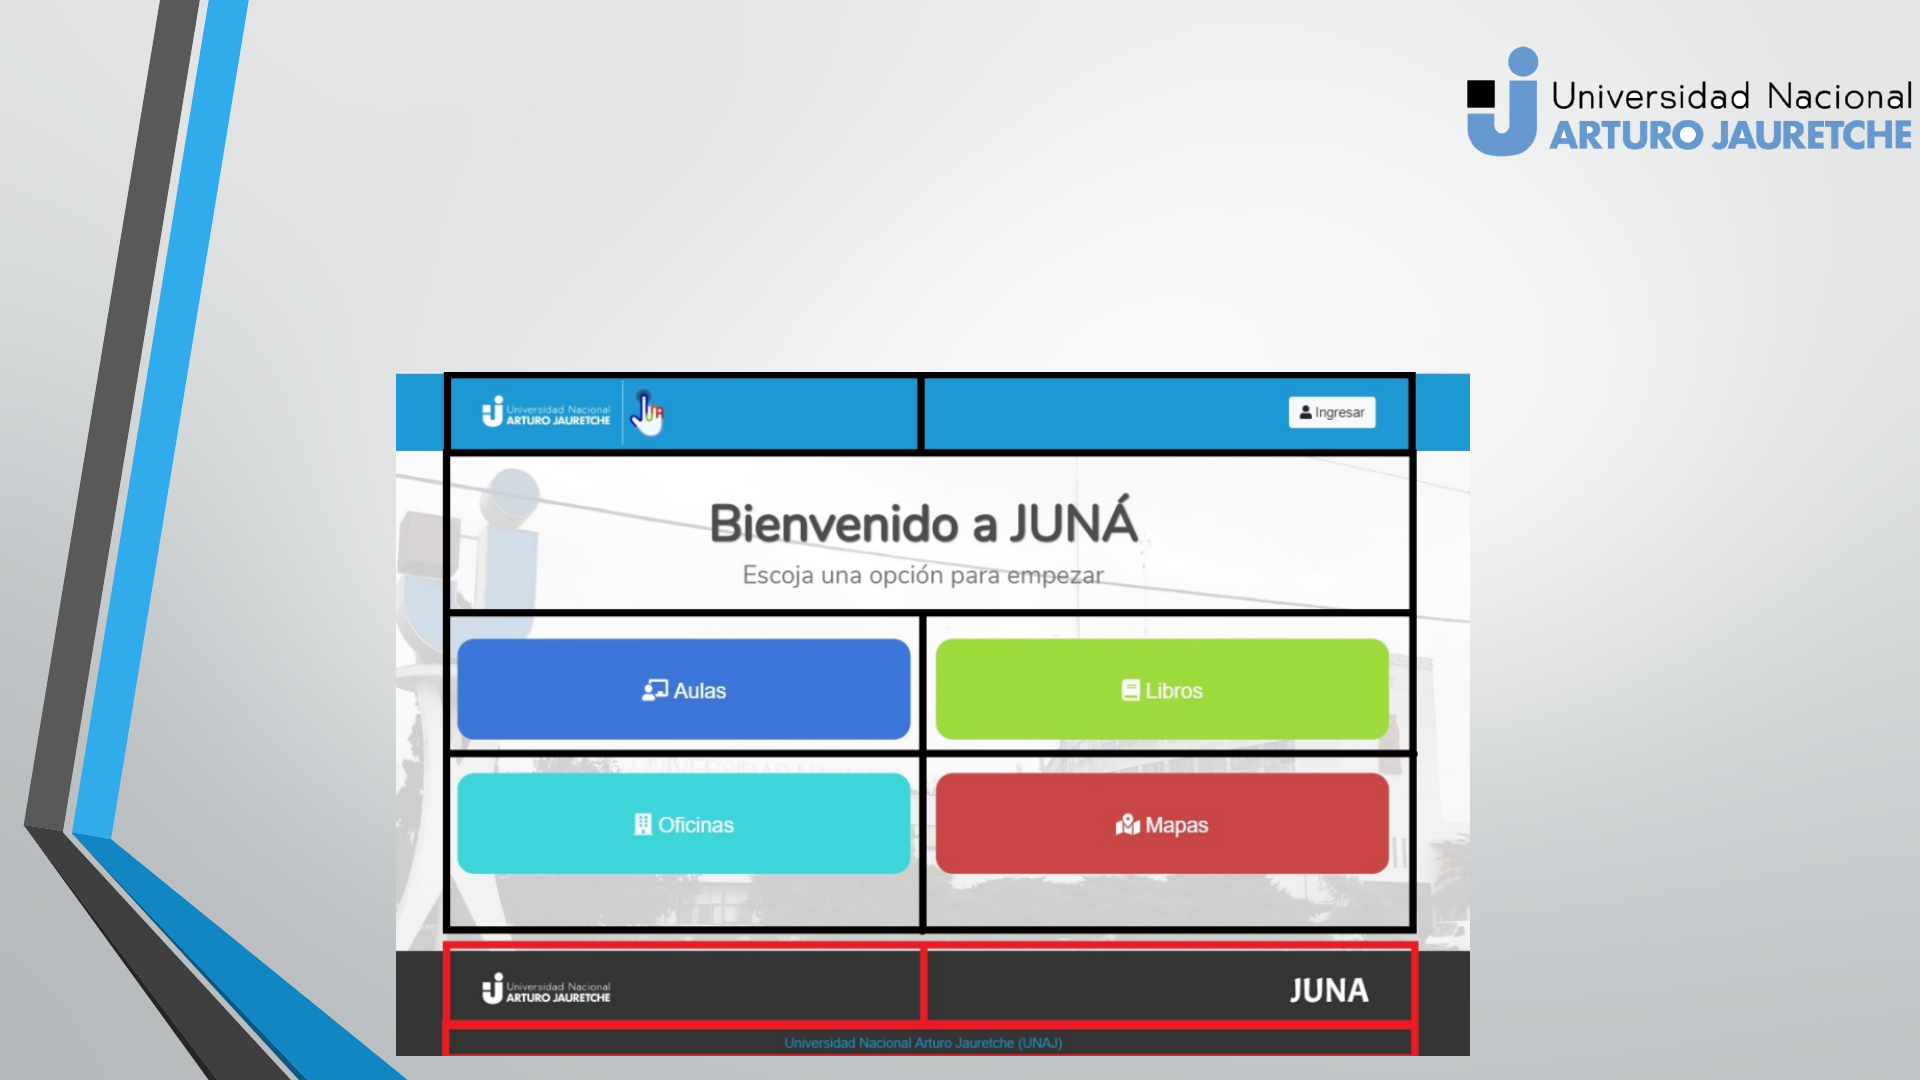 Universidad Nacional
ARTURO JAURETCHE
Universidad Nacional
ARTURO JAURETCHE
Ingresar
Bienvenido a JUNÁ
Escoja una opción para empezar
Aulas
Libros
Oficinas
Mapas
Universidad Nacional
ARTURO JAURETCHE
JUNA
Universidad Nacional Arturo Jauretche (UNAJ)